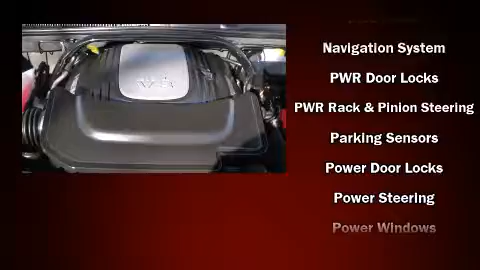 Navigation System
PWR Door Locks
PWR Rack & Pinion Steering
Parking Sensors
Power Door Locks
Power Steering
Power Windows